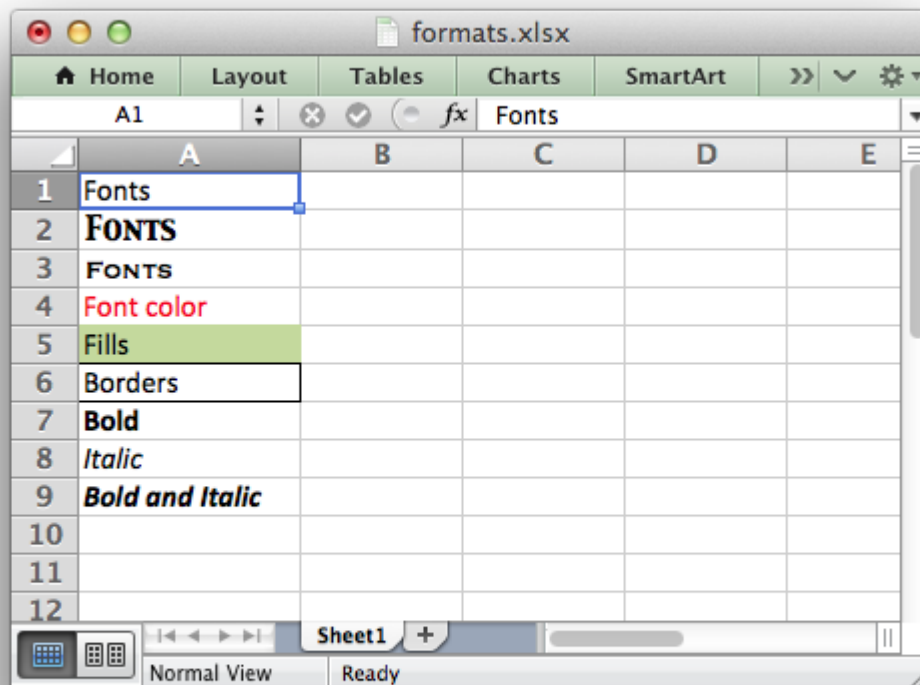 formats.xlsx
Home Layout Tables Charts SmartArt
A1 fx Fonts
A B C D E
1 Fonts
2 FONTS
3 FONTS
4 Font color
5 Fills
6 Borders
7 Bold
8 Italic
9 Bold and Italic
10
11
12
Sheet1
Normal View Ready